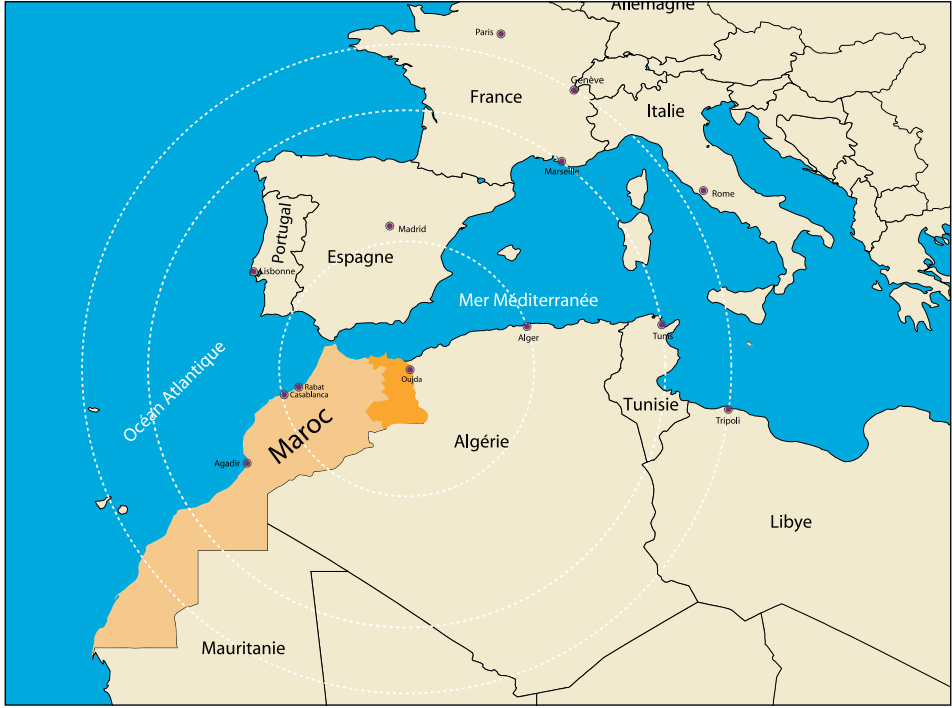 Allemagne
Paris
Genève
France
Italie
Marseille
Rome
Portugal
Madrid
Espagne
Lisbonne
Mer Méditerranée
Alger
Tunis
Océan Atlantique
Oujda
Rabat
Casablanca
Tunisie
Tripoli
Maroc
Algérie
Agadir
Libye
Mauritanie